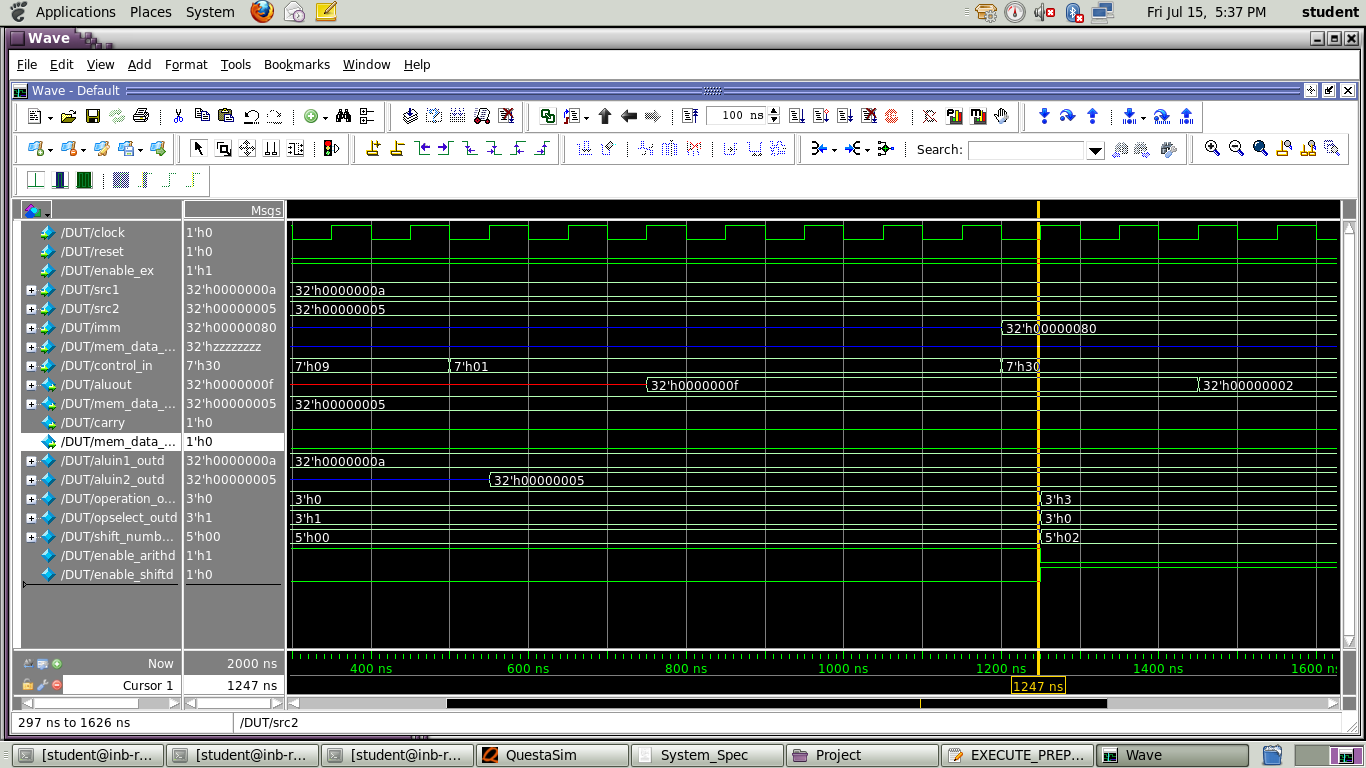 Applications Places System Fri Jul 15, 5:37 PM student
Wave
File Edit View Add Format Tools Bookmarks Window Help
Wave - Default
100 ns
Search:
Msgs
/DUT/clock 1'h0
/DUT/reset 1'h0
/DUT/enable_ex 1'h1
/DUT/src1 32'h0000000a 32'h0000000a
/DUT/src2 32'h00000005 32'h00000005
/DUT/imm 32'h00000080 32'h00000080
/DUT/mem_data_... 32'hzzzzzzzz
/DUT/control_in 7'h30 7'h09 7'h01 7'h30
/DUT/aluout 32'h0000000f 32'h0000000f 32'h00000002
/DUT/mem_data_... 32'h00000005 32'h00000005
/DUT/carry 1'h0
/DUT/mem_data_... 1'h0
/DUT/aluin1_outd 32'h0000000a 32'h0000000a
/DUT/aluin2_outd 32'h00000005 32'h00000005
/DUT/operation_o... 3'h0 3'h0 3'h3
/DUT/opselect_outd 3'h1 3'h1 3'h0
/DUT/shift_numb... 5'h00 5'h00 5'h02
/DUT/enable_arithd 1'h1
/DUT/enable_shiftd 1'h0
Now 2000 ns 400 ns 600 ns 800 ns 1000 ns 1200 ns 1400 ns 1600 n
Cursor 1 1247 ns 1247 ns
297 ns to 1626 ns /DUT/src2
[student@inb-r... [student@inb-r... [student@inb-r... QuestaSim System_Spec Project EXECUTE_PREP... Wave